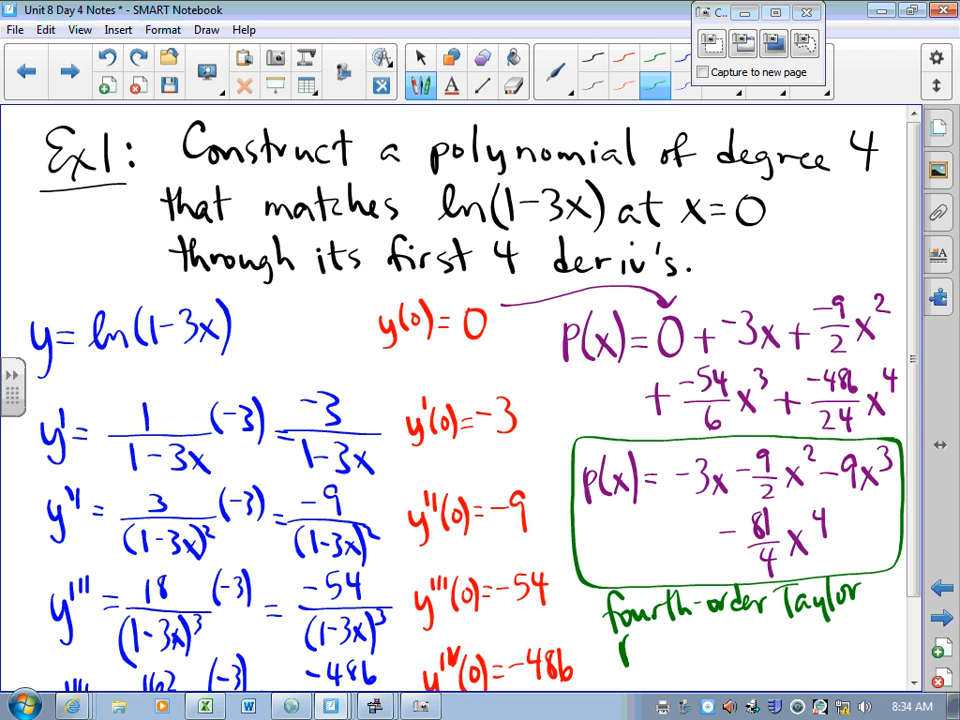 Unit 8 Day 4 Notes * - SMART Notebook
C...
File Edit View Insert Format Draw Help
Capture to new page
Ex1: Construct a polynomial of degree 4
that matches ln(1-3x) at x=0
through its first 4 deriv's.
y = ln(1-3x)
y(0) = 0
p(x) = 0 + -3x + -9/2 x^2
+ -54/6 x^3 + -486/24 x^4
y' = 1/(1-3x) (-3) = -3/(1-3x)
y'(0) = -3
p(x) = -3x - 9/2 x^2 - 9x^3
- 81/4 x^4
y'' = 3/(1-3x)^2 (-3) = -9/(1-3x)^2
y''(0) = -9
y''' = 18/(1-3x)^3 (-3) = -54/(1-3x)^3
y'''(0) = -54
fourth-order Taylor
162 (-3) -486
y^IV(0) = -486
8:34 AM